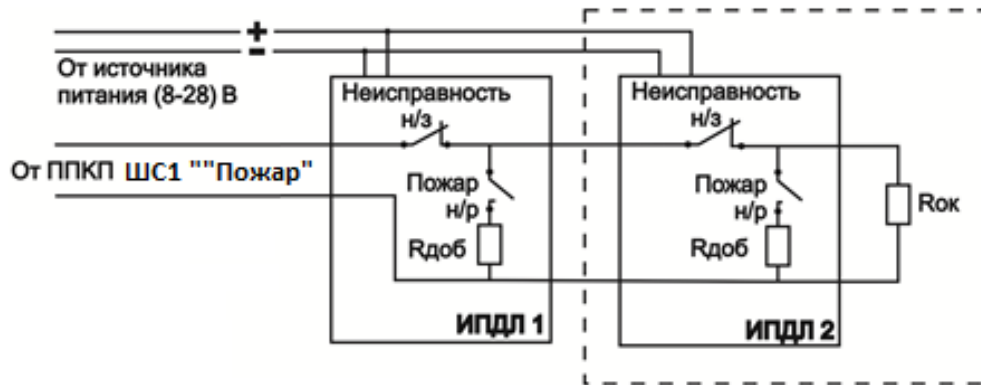 +
-
От источника
питания (8-28) В
Неисправность
н/з
Неисправность
н/з
От ППКП ШС1 ""Пожар"
Пожар
н/р
Rдоб
Пожар
н/р
Rдоб
Rок
ИПДЛ 1
ИПДЛ 2